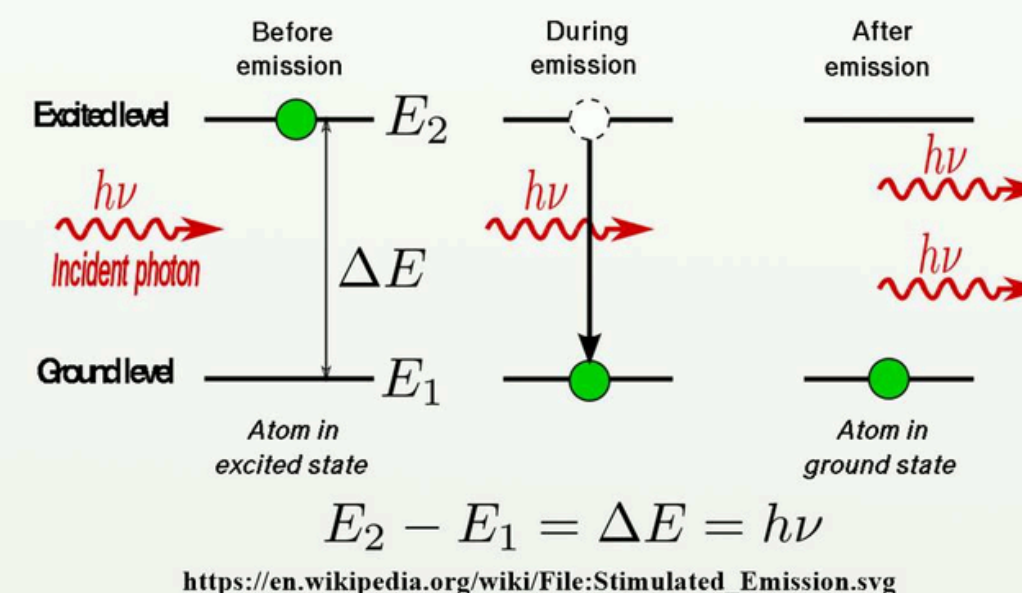 Before
emission
During
emission
After
emission
Excited level
E₂
hν
Incident photon
ΔE
hν
hν
hν
Ground level
E₁
Atom in
excited state
Atom in
ground state
E₂ − E₁ = ΔE = hν
https://en.wikipedia.org/wiki/File:Stimulated_Emission.svg